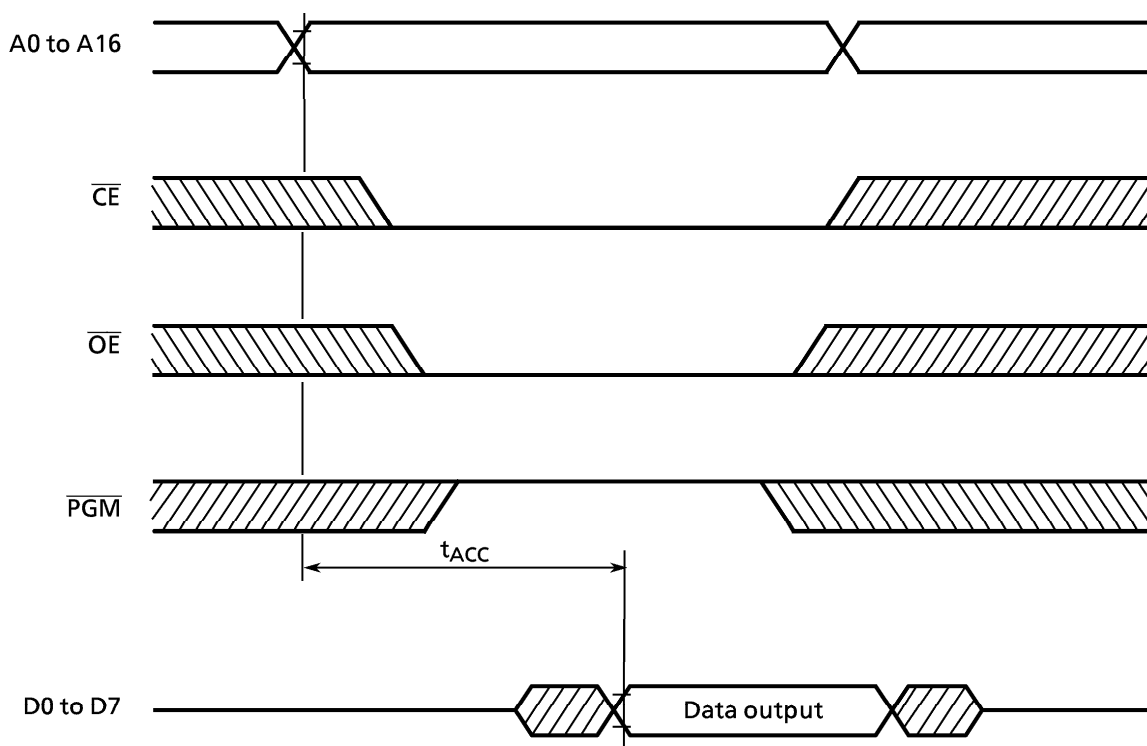 A0 to A16
CE
OE
PGM
tACC
D0 to D7
Data output